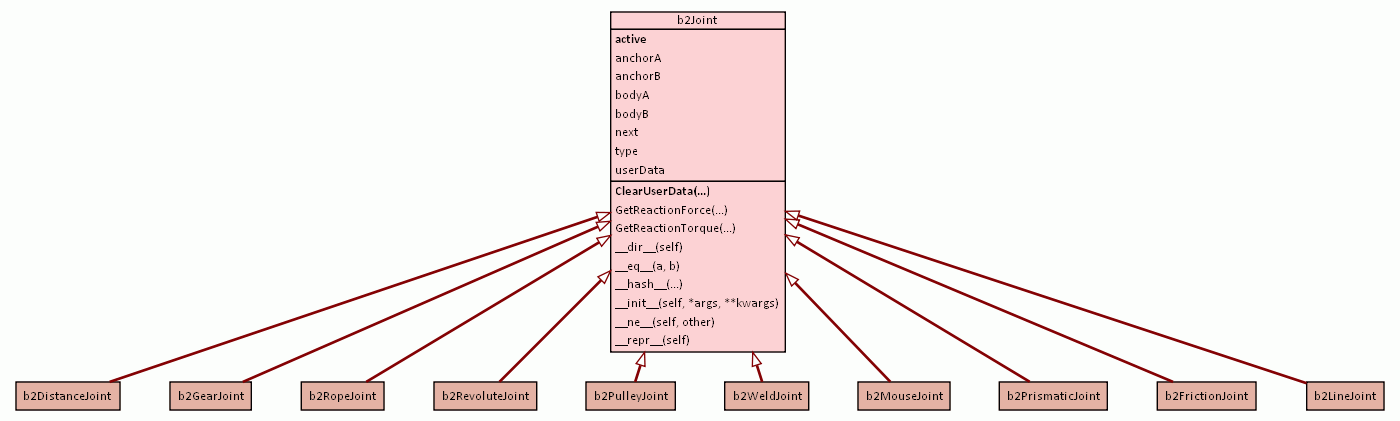 b2Joint
active
anchorA
anchorB
bodyA
bodyB
next
type
userData
ClearUserData(...)
GetReactionForce(...)
GetReactionTorque(...)
__dir__(self)
__eq__(a, b)
__hash__(...)
__init__(self, *args, **kwargs)
__ne__(self, other)
__repr__(self)
b2DistanceJoint
b2GearJoint
b2RopeJoint
b2RevoluteJoint
b2PulleyJoint
b2WeldJoint
b2MouseJoint
b2PrismaticJoint
b2FrictionJoint
b2LineJoint